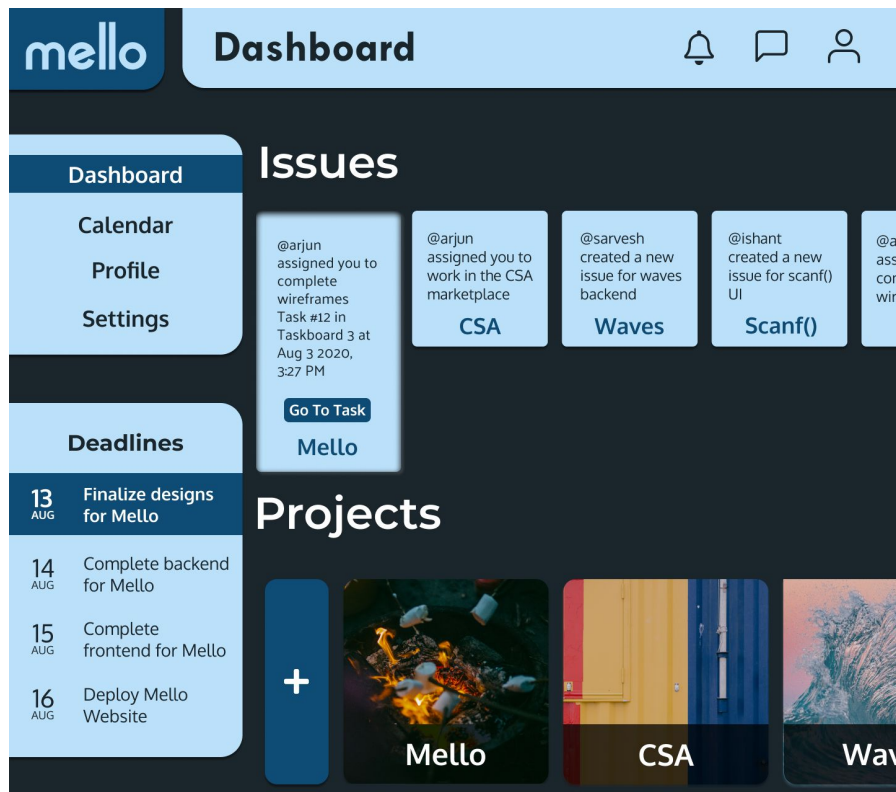 mello
Dashboard
Dashboard
Calendar
Profile
Settings
Issues
@arjun
assigned you to
complete
wireframes
Task #12 in
Taskboard 3 at
Aug 3 2020,
3:27 PM
Go To Task
Mello
@arjun
assigned you to
work in the CSA
marketplace
CSA
@sarvesh
created a new
issue for waves
backend
Waves
@ishant
created a new
issue for scanf()
UI
Scanf()
Deadlines
13
AUG
Finalize designs
for Mello
14
AUG
Complete backend
for Mello
15
AUG
Complete
frontend for Mello
16
AUG
Deploy Mello
Website
Projects
+
Mello
CSA
Wav